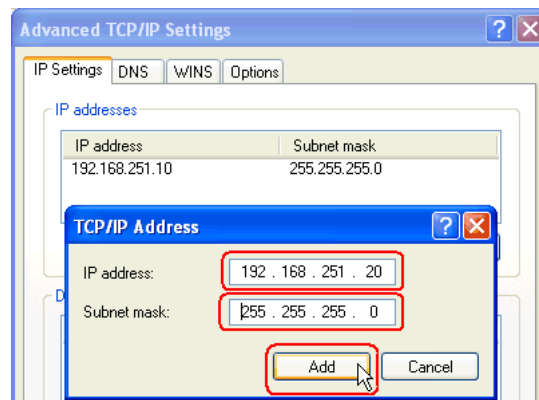 Advanced TCP/IP Settings
IP Settings DNS WINS Options
IP addresses
IP address Subnet mask
192.168.251.10 255.255.255.0
TCP/IP Address
IP address: 192 . 168 . 251 . 20
Subnet mask: 255 . 255 . 255 . 0
D
Add Cancel